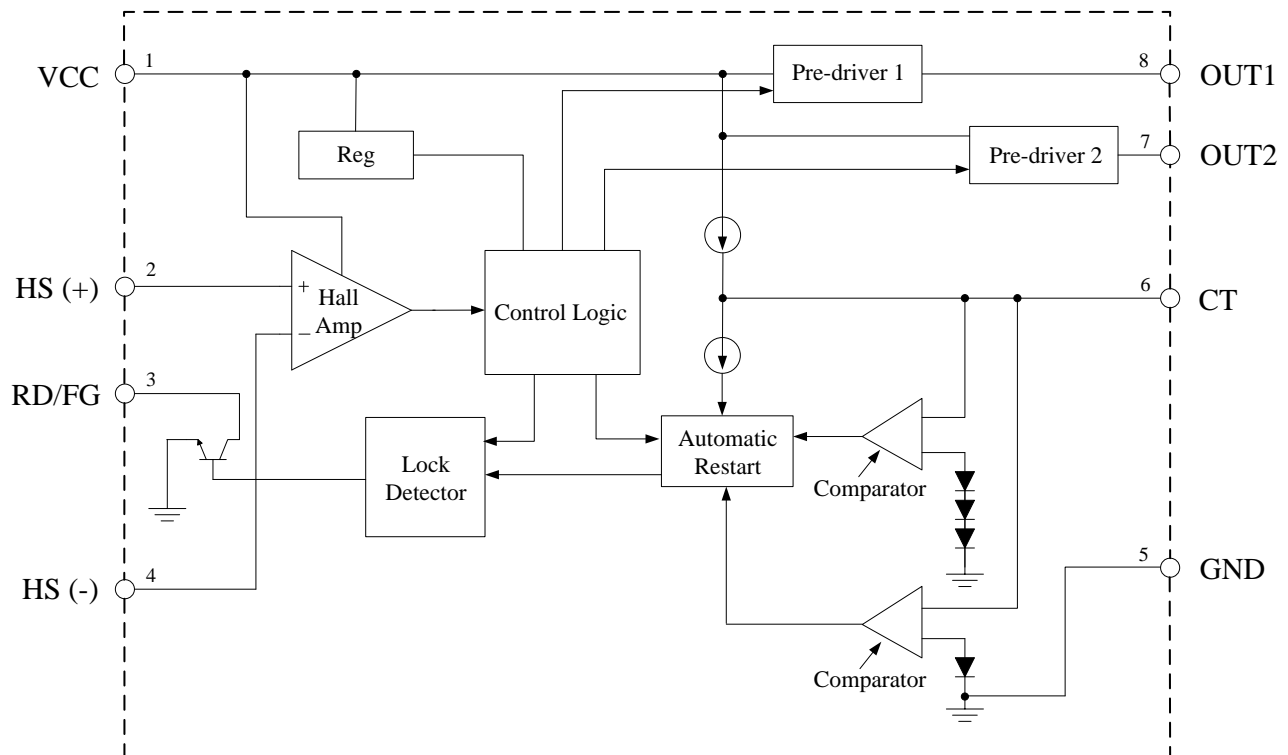 VCC
1
Pre-driver 1
8
OUT1
Reg
Pre-driver 2
7
OUT2
HS (+)
2
+
Hall
Amp
−
Control Logic
6
CT
RD/FG
3
Lock
Detector
Automatic
Restart
Comparator
HS (-)
4
5
GND
Comparator